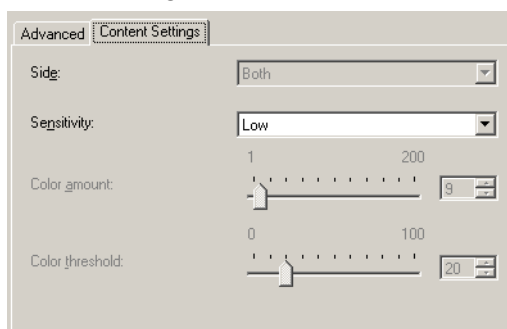 Advanced Content Settings
Side: Both
Sensitivity: Low
1 200
Color amount: 9
0 100
Color threshold: 20